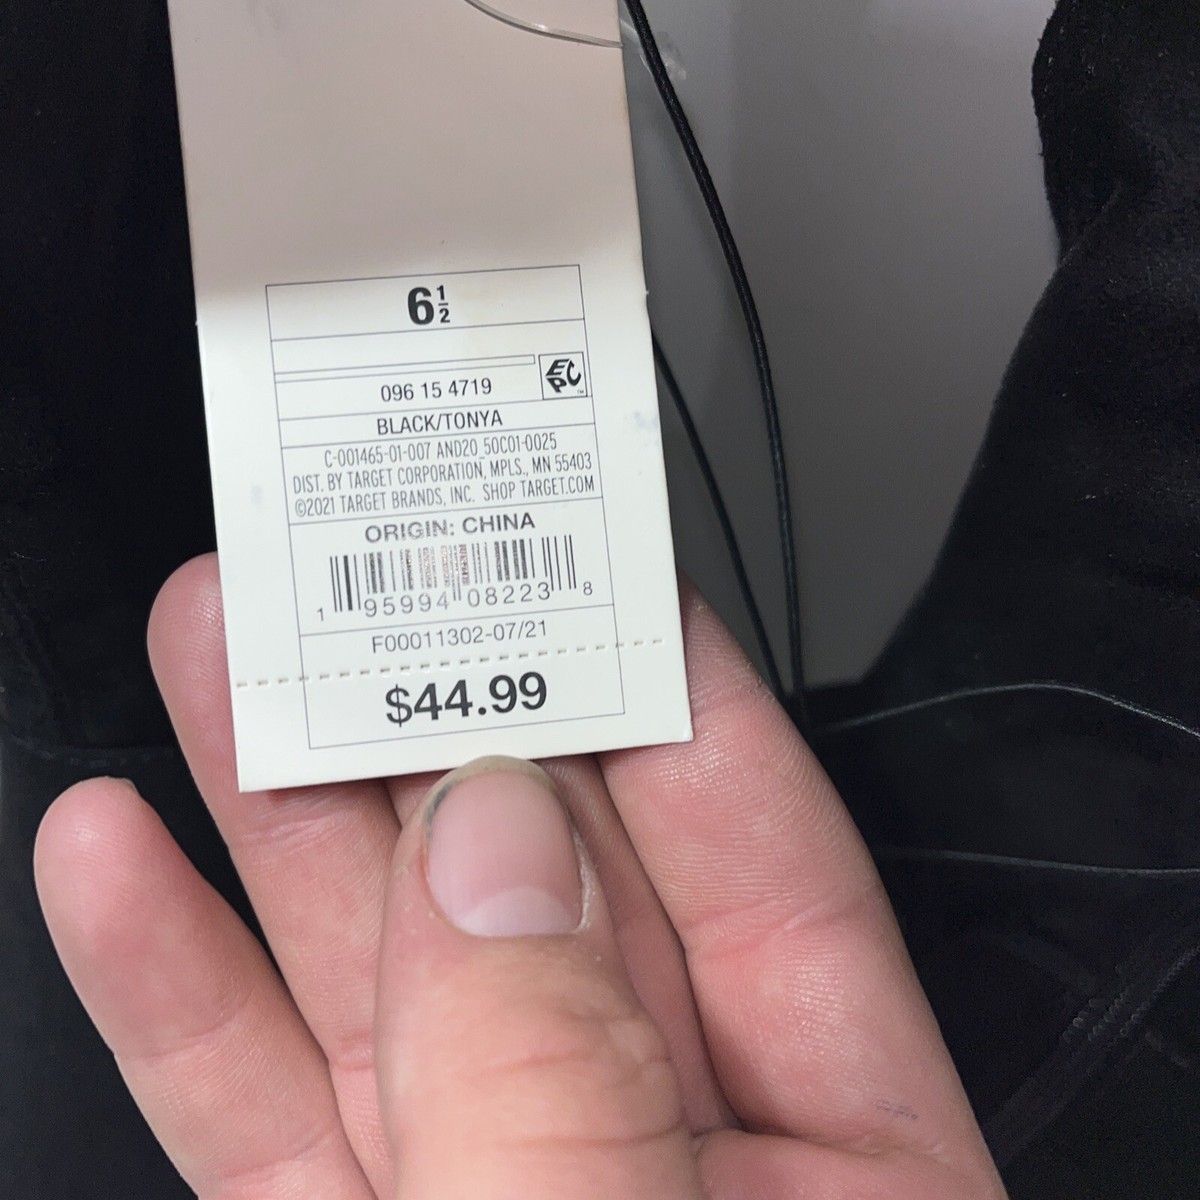 6 1/2
EPC™
096 15 4719
BLACK/TONYA
C-001465-01-007 AND20_50C01-0025
DIST. BY TARGET CORPORATION, MPLS., MN 55403
©2021 TARGET BRANDS, INC. SHOP TARGET.COM
ORIGIN: CHINA
1 95994 08223 8
F00011302-07/21
$44.99